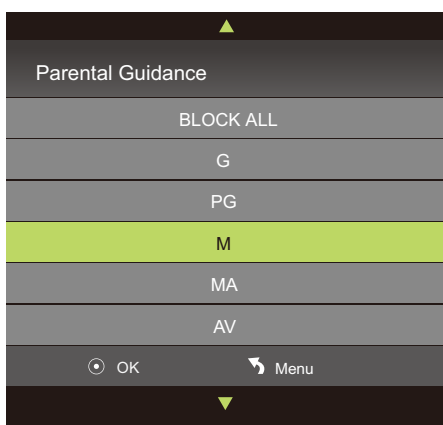 Parental Guidance
BLOCK ALL
G
PG
M
MA
AV
OK Menu